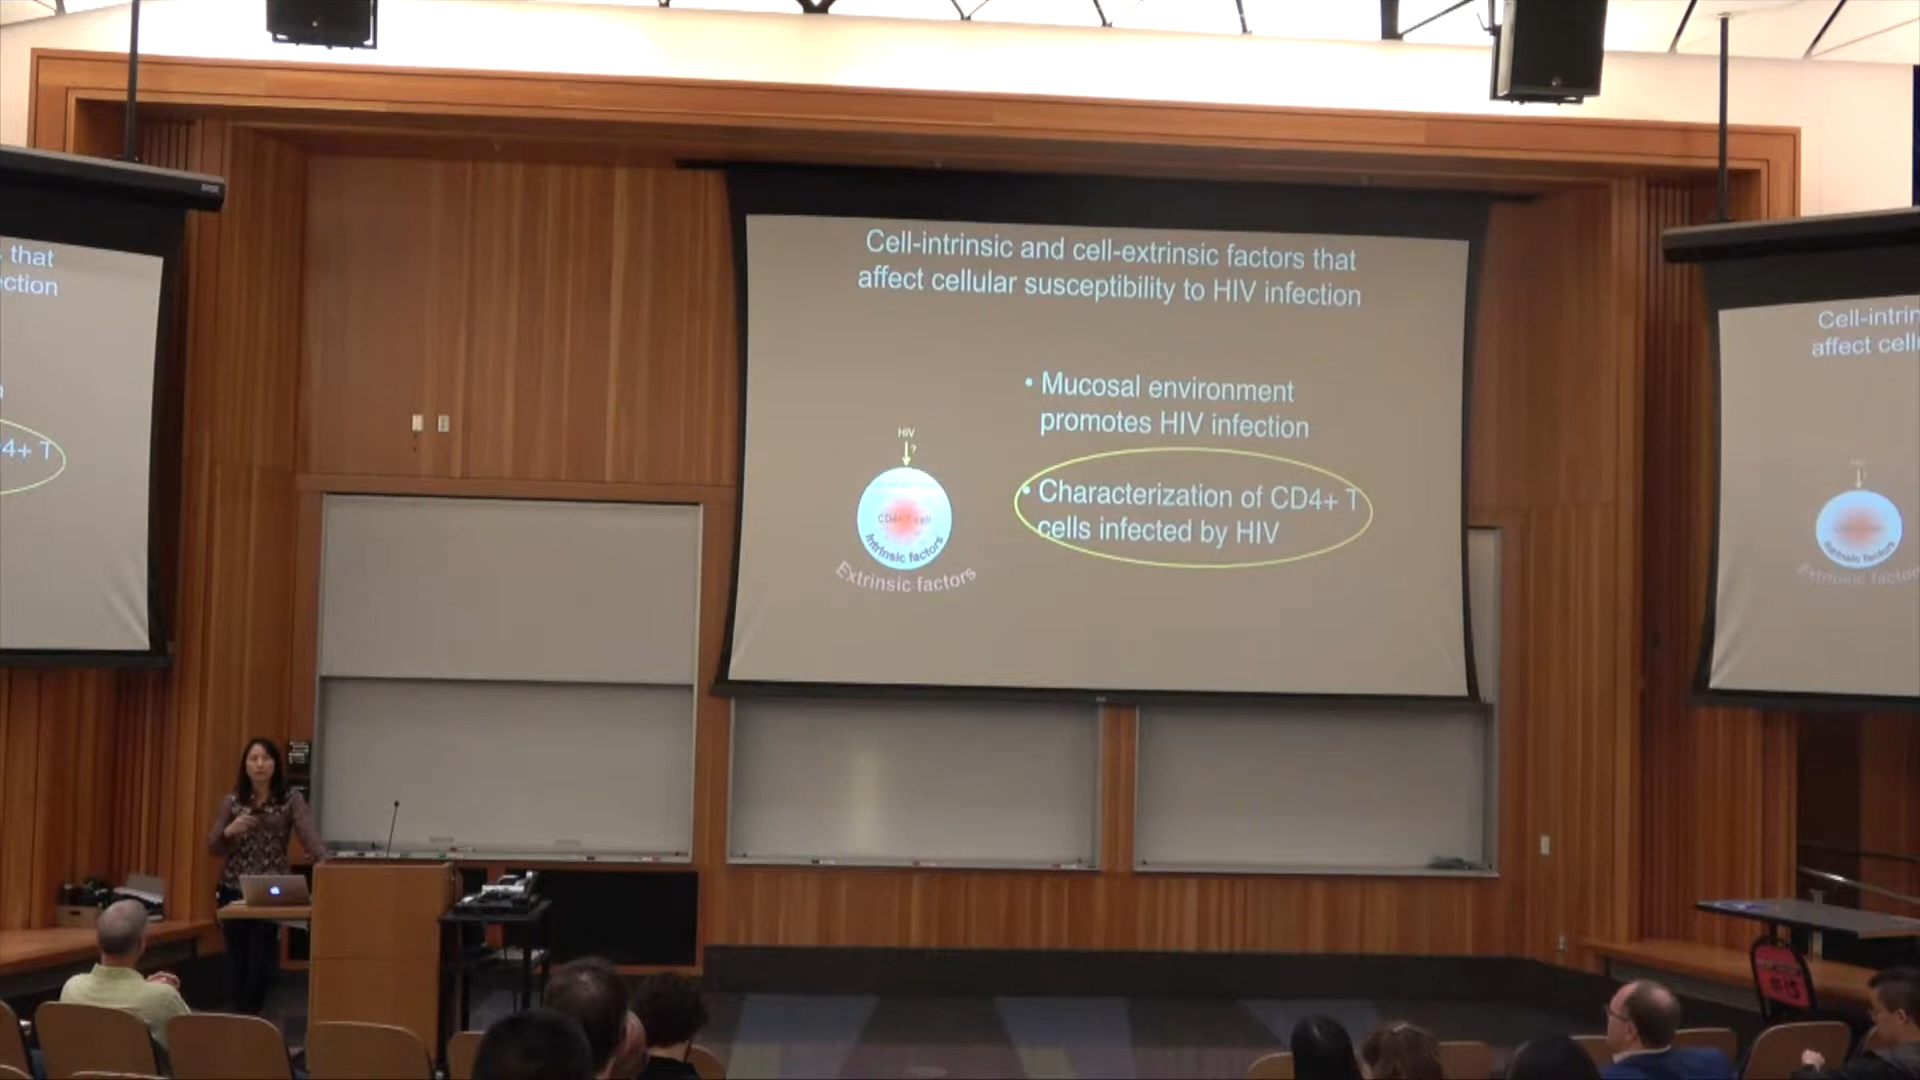 Cell-intrinsic and cell-extrinsic factors that
affect cellular susceptibility to HIV infection
• Mucosal environment
promotes HIV infection
• Characterization of CD4+ T
cells infected by HIV
HIV
?
CD4+ T cell
Intrinsic factors
Extrinsic factors
that
ction
4+ T
Cell-intrin
affect cell
Intrinsic factors
Extrinsic factor